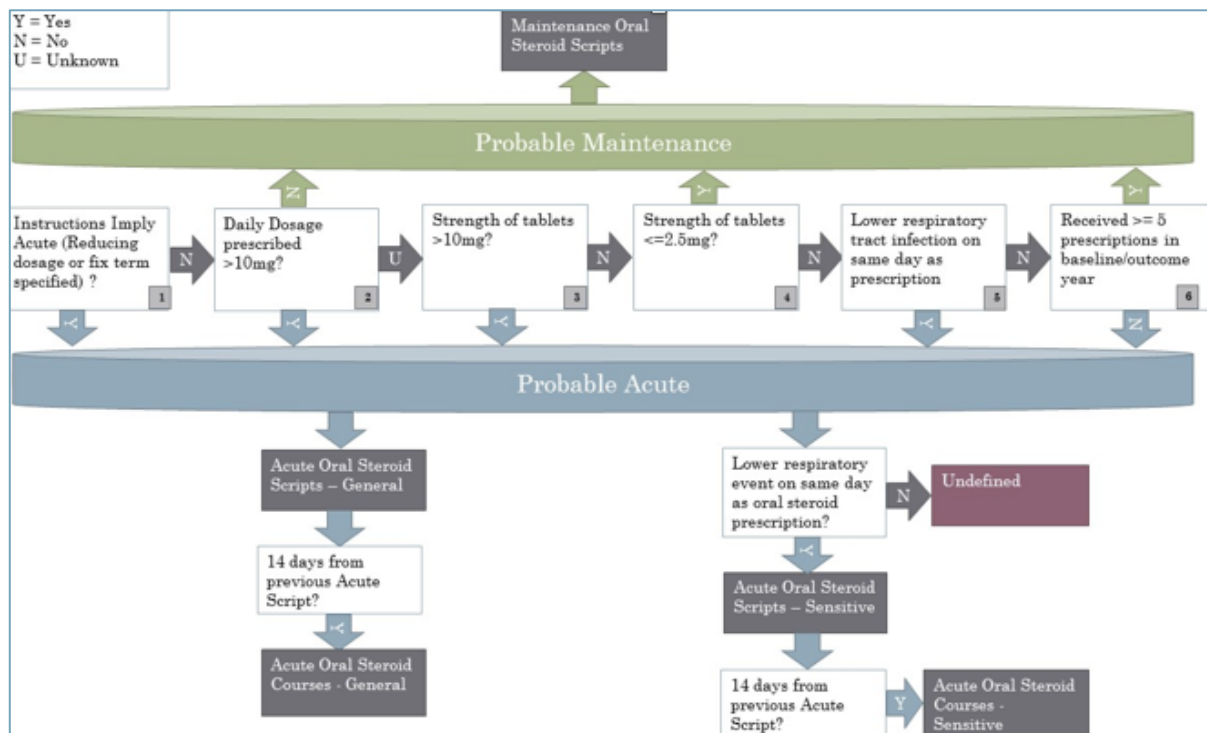 Y = Yes
N = No
U = Unknown
Maintenance Oral
Steroid Scripts
Probable Maintenance
N
Y
Y
Instructions Imply
Acute (Reducing
dosage or fix term
specified) ?
1
N
Daily Dosage
prescribed
>10mg?
2
U
Strength of tablets
>10mg?
3
N
Strength of tablets
<=2.5mg?
4
N
Lower respiratory
tract infection on
same day as
prescription
5
N
Received >= 5
prescriptions in
baseline/outcome
year
6
Y
Y
Y
Y
N
Probable Acute
Acute Oral Steroid
Scripts – General
14 days from
previous Acute
Script?
Y
Acute Oral Steroid
Courses - General
Lower respiratory
event on same day
as oral steroid
prescription?
N
Undefined
Y
Acute Oral Steroid
Scripts – Sensitive
14 days from
previous Acute
Script?
Y
Acute Oral Steroid
Courses -
Sensitive